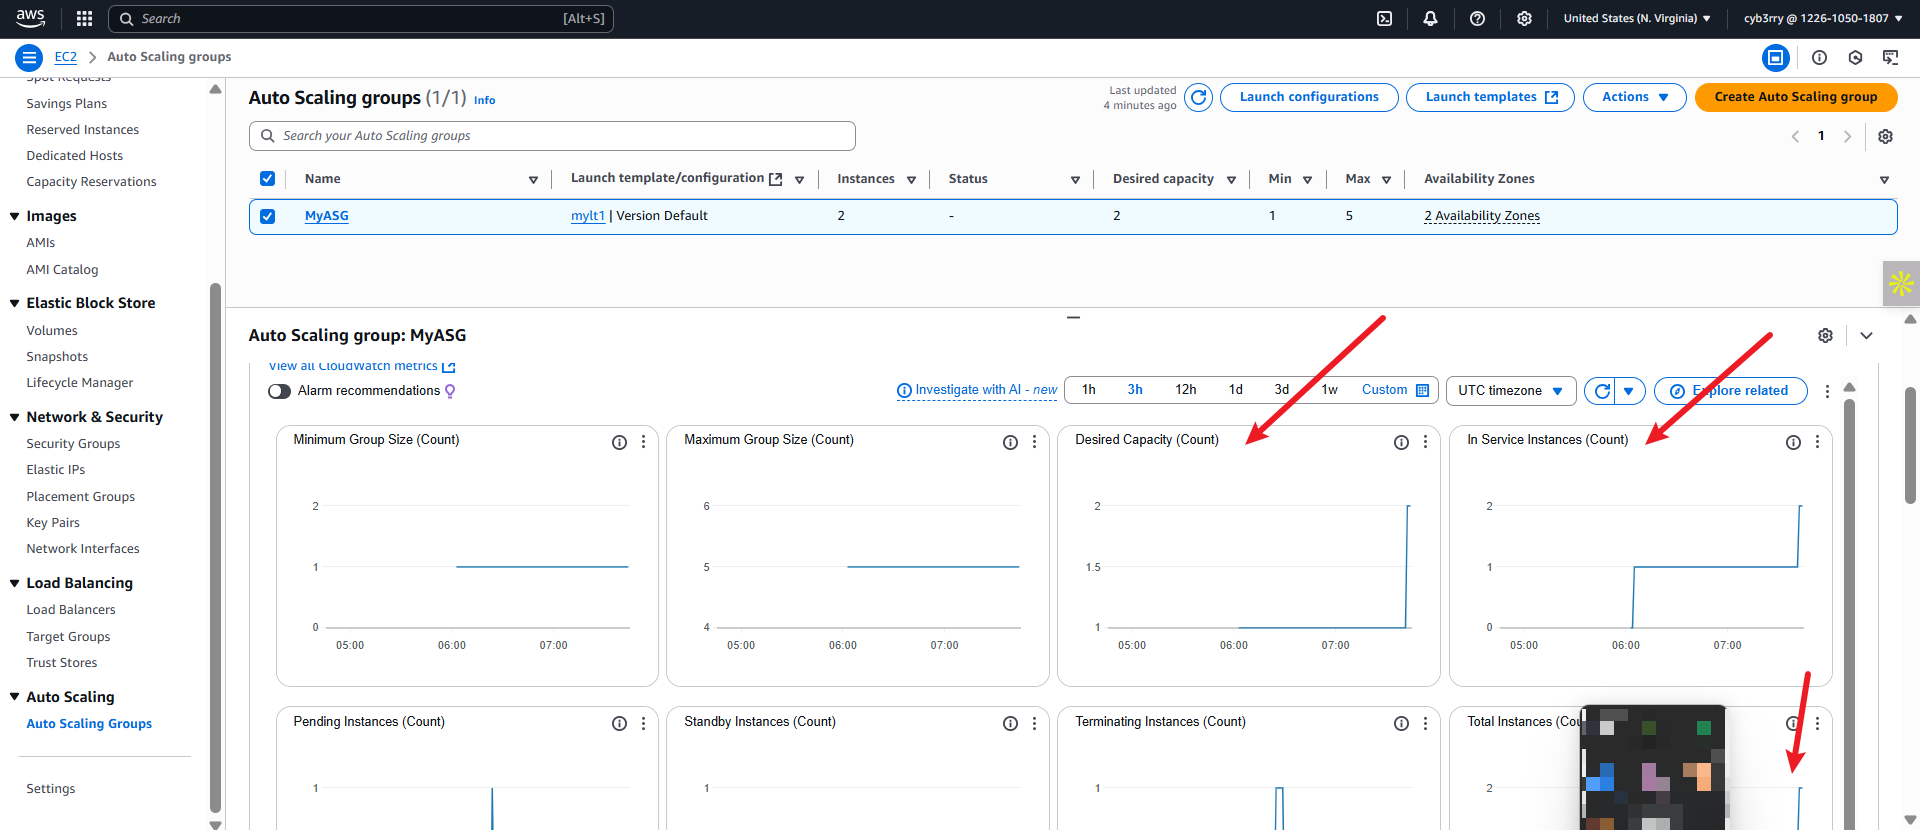 aws
Search [Alt+S]
United States (N. Virginia)
cyb3rry @ 1226-1050-1807
EC2 > Auto Scaling groups
Spot Requests
Savings Plans
Reserved Instances
Dedicated Hosts
Capacity Reservations
Images
AMIs
AMI Catalog
Elastic Block Store
Volumes
Snapshots
Lifecycle Manager
Network & Security
Security Groups
Elastic IPs
Placement Groups
Key Pairs
Network Interfaces
Load Balancing
Load Balancers
Target Groups
Trust Stores
Auto Scaling
Auto Scaling Groups
Settings
Auto Scaling groups (1/1) Info
Last updated
4 minutes ago
Launch configurations
Launch templates
Actions
Create Auto Scaling group
Search your Auto Scaling groups
1
Name Launch template/configuration Instances Status Desired capacity Min Max Availability Zones
MyASG mylt1 | Version Default 2 - 2 1 5 2 Availability Zones
Auto Scaling group: MyASG
View all CloudWatch metrics
Alarm recommendations
Investigate with AI - new
1h 3h 12h 1d 3d 1w Custom
UTC timezone
Explore related
Minimum Group Size (Count)
2
1
0
05:00 06:00 07:00
Maximum Group Size (Count)
6
5
4
05:00 06:00 07:00
Desired Capacity (Count)
2
1.5
1
05:00 06:00 07:00
In Service Instances (Count)
2
1
0
05:00 06:00 07:00
Pending Instances (Count)
1
Standby Instances (Count)
1
Terminating Instances (Count)
1
Total Instances (Cou
2